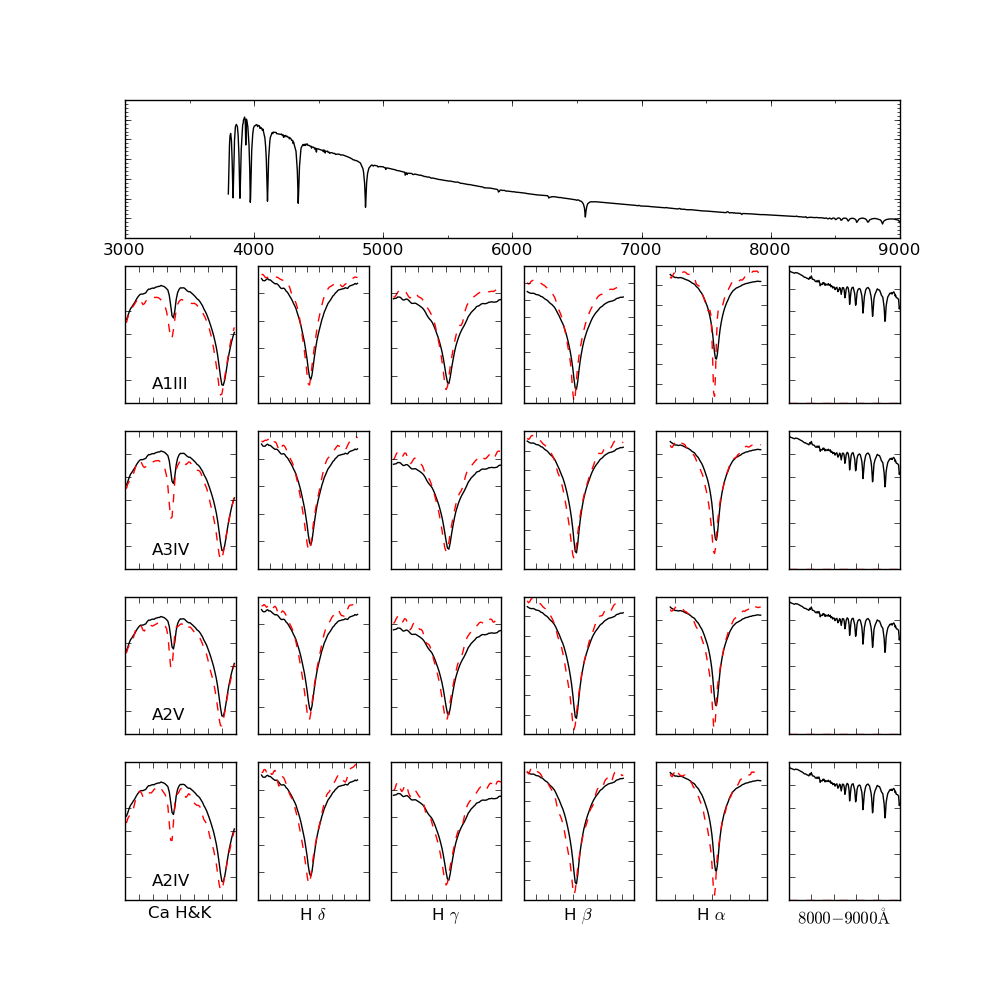 3000 4000 5000 6000 7000 8000 9000
A1III
A3IV
A2V
A2IV
Ca H&K H δ H γ H β H α 8000−9000Å